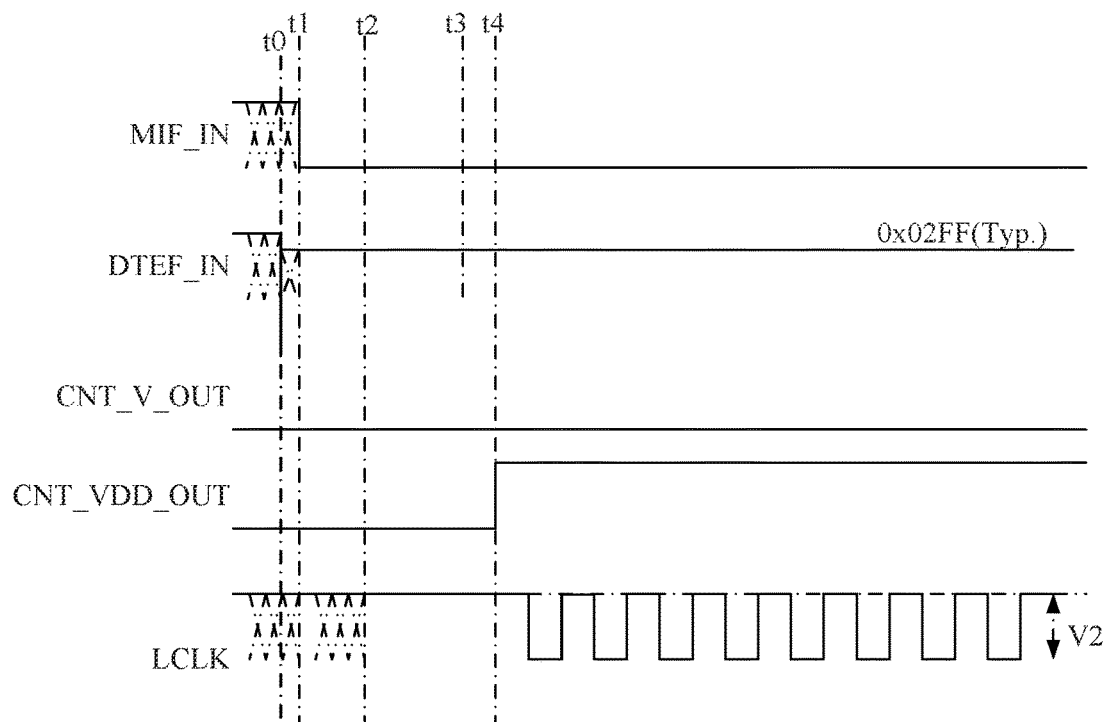 t0
t1
t2
t3
t4
MIF_IN
0x02FF(Typ.)
DTEF_IN
CNT_V_OUT
CNT_VDD_OUT
LCLK
V2